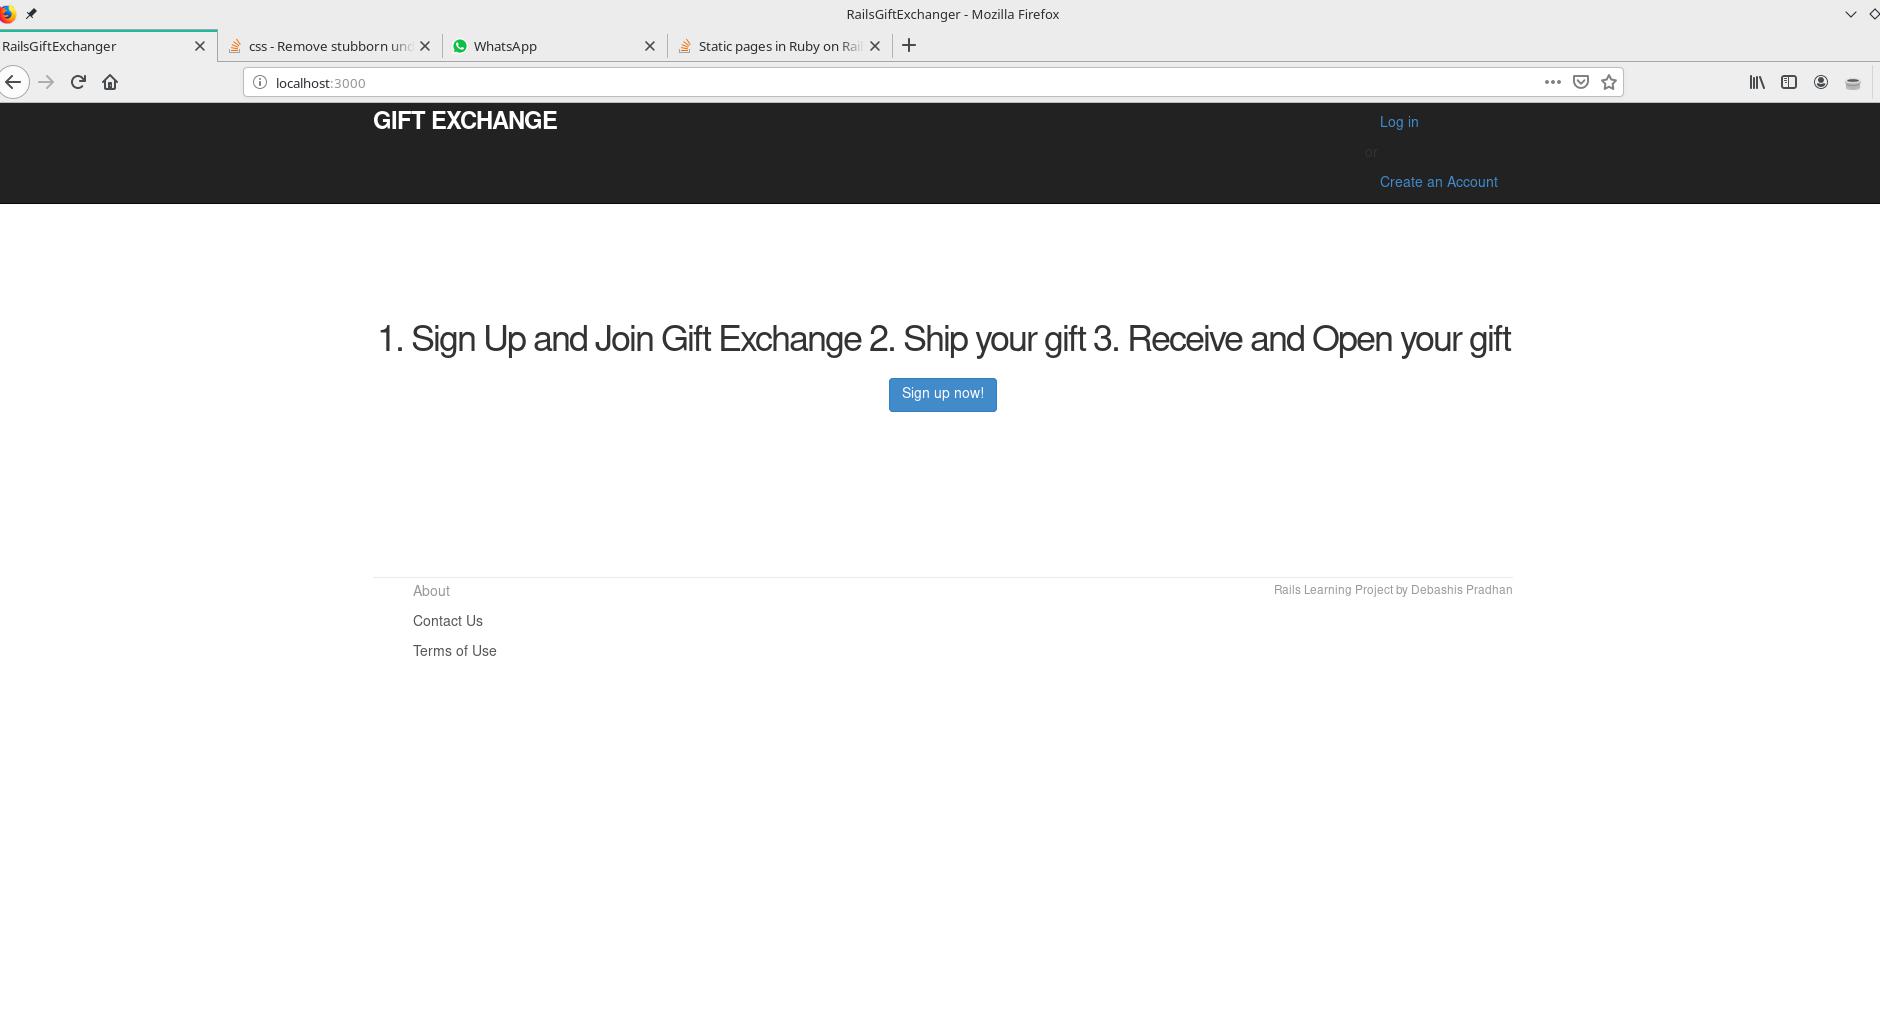 RailsGiftExchanger - Mozilla Firefox
RailsGiftExchanger
css - Remove stubborn und
WhatsApp
Static pages in Ruby on Rail
localhost:3000
GIFT EXCHANGE
Log in
or
Create an Account
1. Sign Up and Join Gift Exchange 2. Ship your gift 3. Receive and Open your gift
Sign up now!
About
Rails Learning Project by Debashis Pradhan
Contact Us
Terms of Use